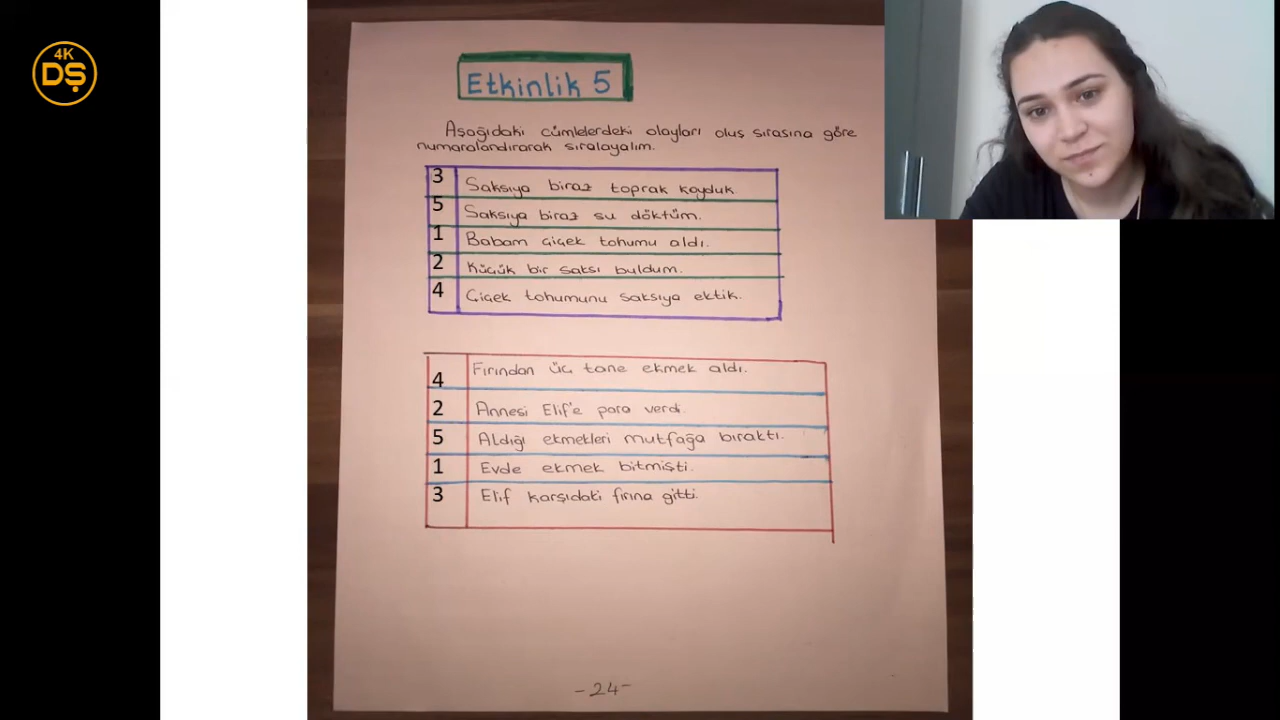 4K
DŞ
Etkinlik 5
Aşağıdaki cümlelerdeki olayları oluş sırasına göre
numaralandırarak sıralayalım.
3 Saksıya biraz toprak koyduk.
5 Saksıya biraz su döktüm.
1 Babam çiçek tohumu aldı.
2 Küçük bir saksı buldum.
4 Çiçek tohumunu saksıya ektik.
4 Fırından üç tane ekmek aldı.
2 Annesi Elif'e para verdi.
5 Aldığı ekmekleri mutfağa bıraktı.
1 Evde ekmek bitmişti.
3 Elif karşıdaki fırına gitti.
-24-